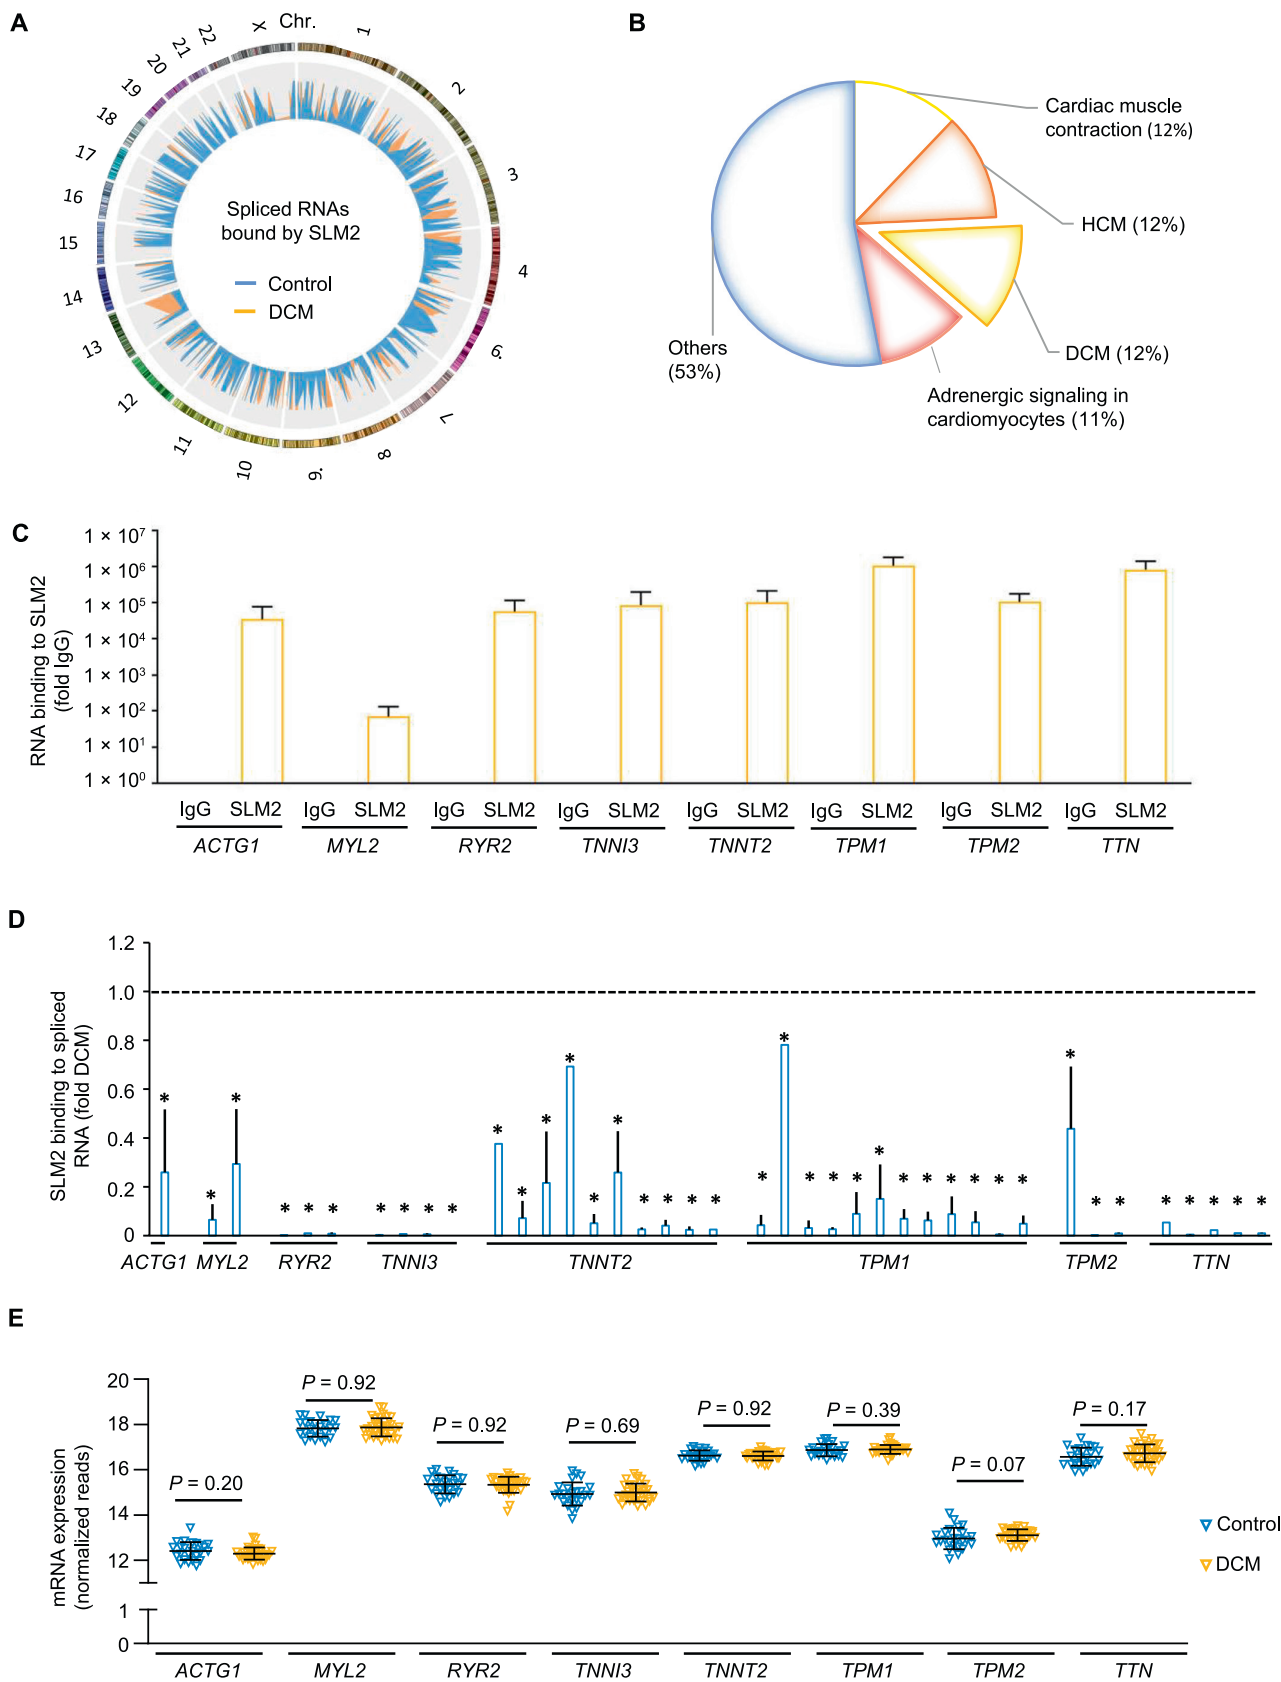 A
Chr.
1
2
3
4
6.
7
8
9.
10
11
12
13
14
15
16
17
18
19
20
21
22
X
Spliced RNAs
bound by SLM2
Control
DCM
B
Cardiac muscle
contraction (12%)
HCM (12%)
DCM (12%)
Adrenergic signaling in
cardiomyocytes (11%)
Others
(53%)
C
RNA binding to SLM2
(fold IgG)
1 × 10⁷
1 × 10⁶
1 × 10⁵
1 × 10⁴
1 × 10³
1 × 10²
1 × 10¹
1 × 10⁰
IgG SLM2 IgG SLM2 IgG SLM2 IgG SLM2 IgG SLM2 IgG SLM2 IgG SLM2 IgG SLM2
ACTG1 MYL2 RYR2 TNNI3 TNNT2 TPM1 TPM2 TTN
D
SLM2 binding to spliced
RNA (fold DCM)
1.2
1.0
0.8
0.6
0.4
0.2
0
* * * * * * * * * * * * * * * * * * * * * * * * * * * * * * * * * * * * * * * *
ACTG1 MYL2 RYR2 TNNI3 TNNT2 TPM1 TPM2 TTN
E
mRNA expression
(normalized reads)
20
18
16
14
12
1
0
P = 0.20
P = 0.92
P = 0.92
P = 0.69
P = 0.92
P = 0.39
P = 0.07
P = 0.17
Control
DCM
ACTG1 MYL2 RYR2 TNNI3 TNNT2 TPM1 TPM2 TTN